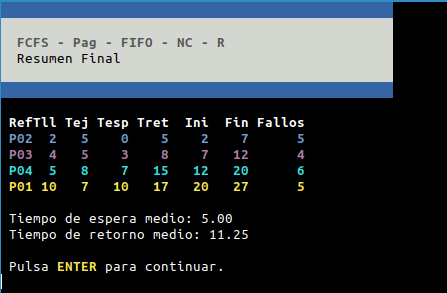 FCFS - Pag - FIFO - NC - R
Resumen Final
RefTll Tej Tesp Tret Ini Fin Fallos
P02 2 5 0 5 2 7 5
P03 4 5 3 8 7 12 4
P04 5 8 7 15 12 20 6
P01 10 7 10 17 20 27 5
Tiempo de espera medio: 5.00
Tiempo de retorno medio: 11.25
Pulsa ENTER para continuar.